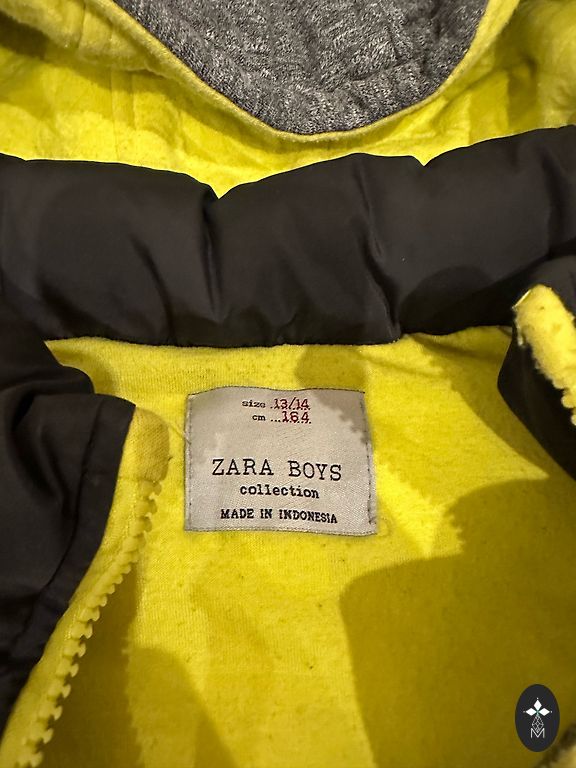 size 13/14
cm ...164
ZARA BOYS
collection
MADE IN INDONESIA
M